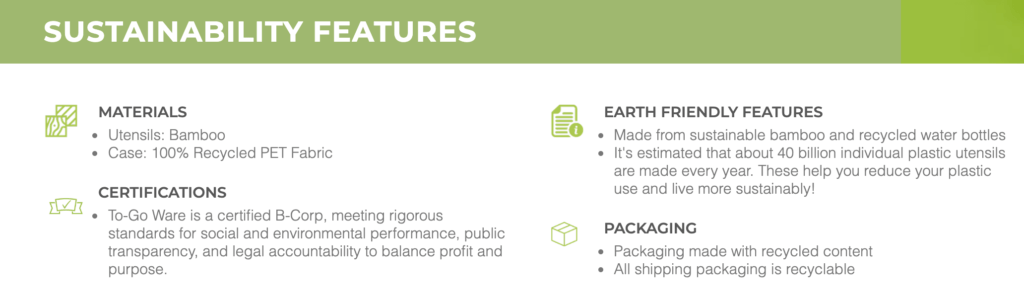 SUSTAINABILITY FEATURES
MATERIALS
• Utensils: Bamboo
• Case: 100% Recycled PET Fabric
CERTIFICATIONS
• To-Go Ware is a certified B-Corp, meeting rigorous
standards for social and environmental performance, public
transparency, and legal accountability to balance profit and
purpose.
EARTH FRIENDLY FEATURES
• Made from sustainable bamboo and recycled water bottles
• It's estimated that about 40 billion individual plastic utensils
are made every year. These help you reduce your plastic
use and live more sustainably!
PACKAGING
• Packaging made with recycled content
• All shipping packaging is recyclable